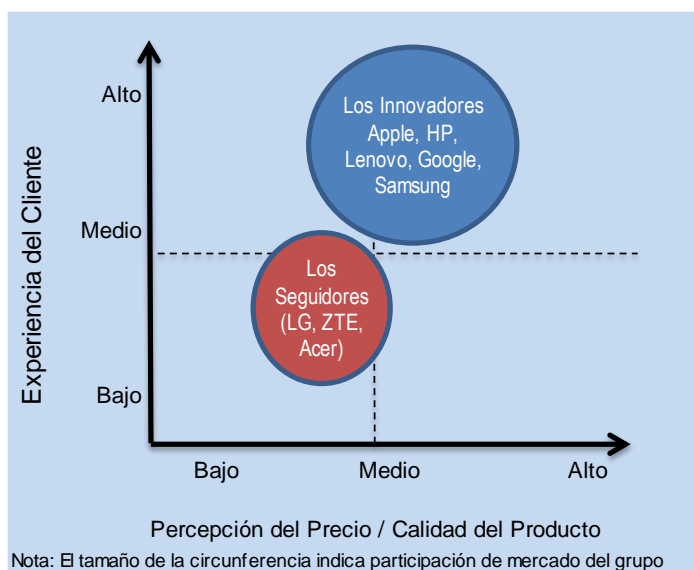 Alto
Los Innovadores
Apple, HP,
Lenovo, Google,
Samsung
Experiencia del Cliente
Medio
Los
Seguidores
(LG, ZTE,
Acer)
Bajo
Bajo
Medio
Alto
Percepción del Precio / Calidad del Producto
Nota: El tamaño de la circunferencia indica participación de mercado del grupo